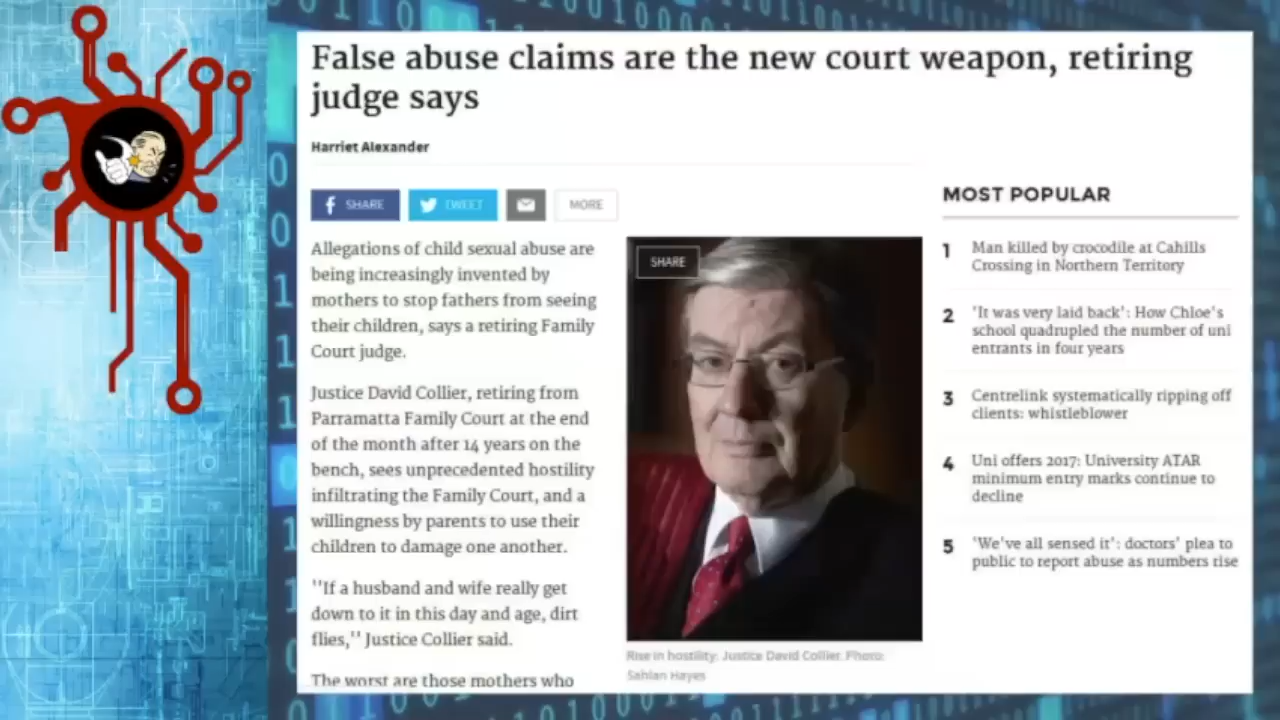 False abuse claims are the new court weapon, retiring
judge says
Harriet Alexander
SHARE
TWEET
MORE
Allegations of child sexual abuse are
being increasingly invented by
mothers to stop fathers from seeing
their children, says a retiring Family
Court judge.
Justice David Collier, retiring from
Parramatta Family Court at the end
of the month after 14 years on the
bench, sees unprecedented hostility
infiltrating the Family Court, and a
willingness by parents to use their
children to damage one another.
''If a husband and wife really get
down to it in this day and age, dirt
flies,'' Justice Collier said.
The worst are those mothers who
SHARE
Rise in hostility: Justice David Collier. Photo:
Sahlan Hayes
MOST POPULAR
1 Man killed by crocodile at Cahills
Crossing in Northern Territory
2 'It was very laid back': How Chloe's
school quadrupled the number of uni
entrants in four years
3 Centrelink systematically ripping off
clients: whistleblower
4 Uni offers 2017: University ATAR
minimum entry marks continue to
decline
5 'We've all sensed it': doctors' plea to
public to report abuse as numbers rise